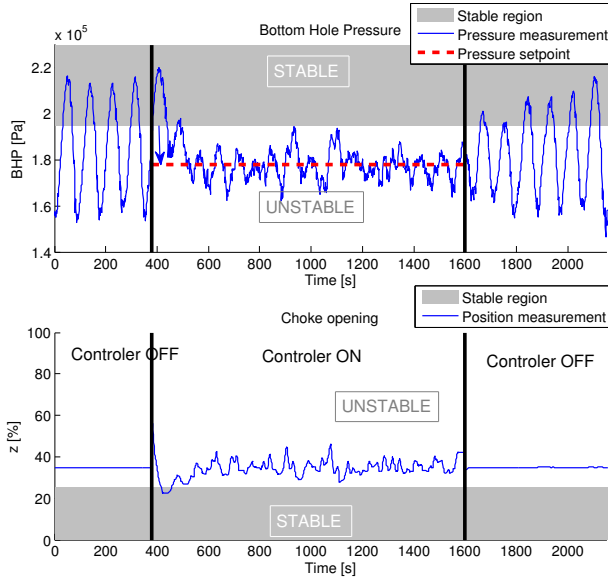 Bottom Hole Pressure
x 10⁵
Stable region
Pressure measurement
Pressure setpoint
2.2
2
1.8
1.6
1.4
BHP [Pa]
STABLE
UNSTABLE
0 200 400 600 800 1000 1200 1400 1600 1800 2000
Time [s]
Choke opening
Stable region
Position measurement
100
80
60
40
20
0
z [%]
Controler OFF
Controler ON
Controler OFF
UNSTABLE
STABLE
0 200 400 600 800 1000 1200 1400 1600 1800 2000
Time [s]